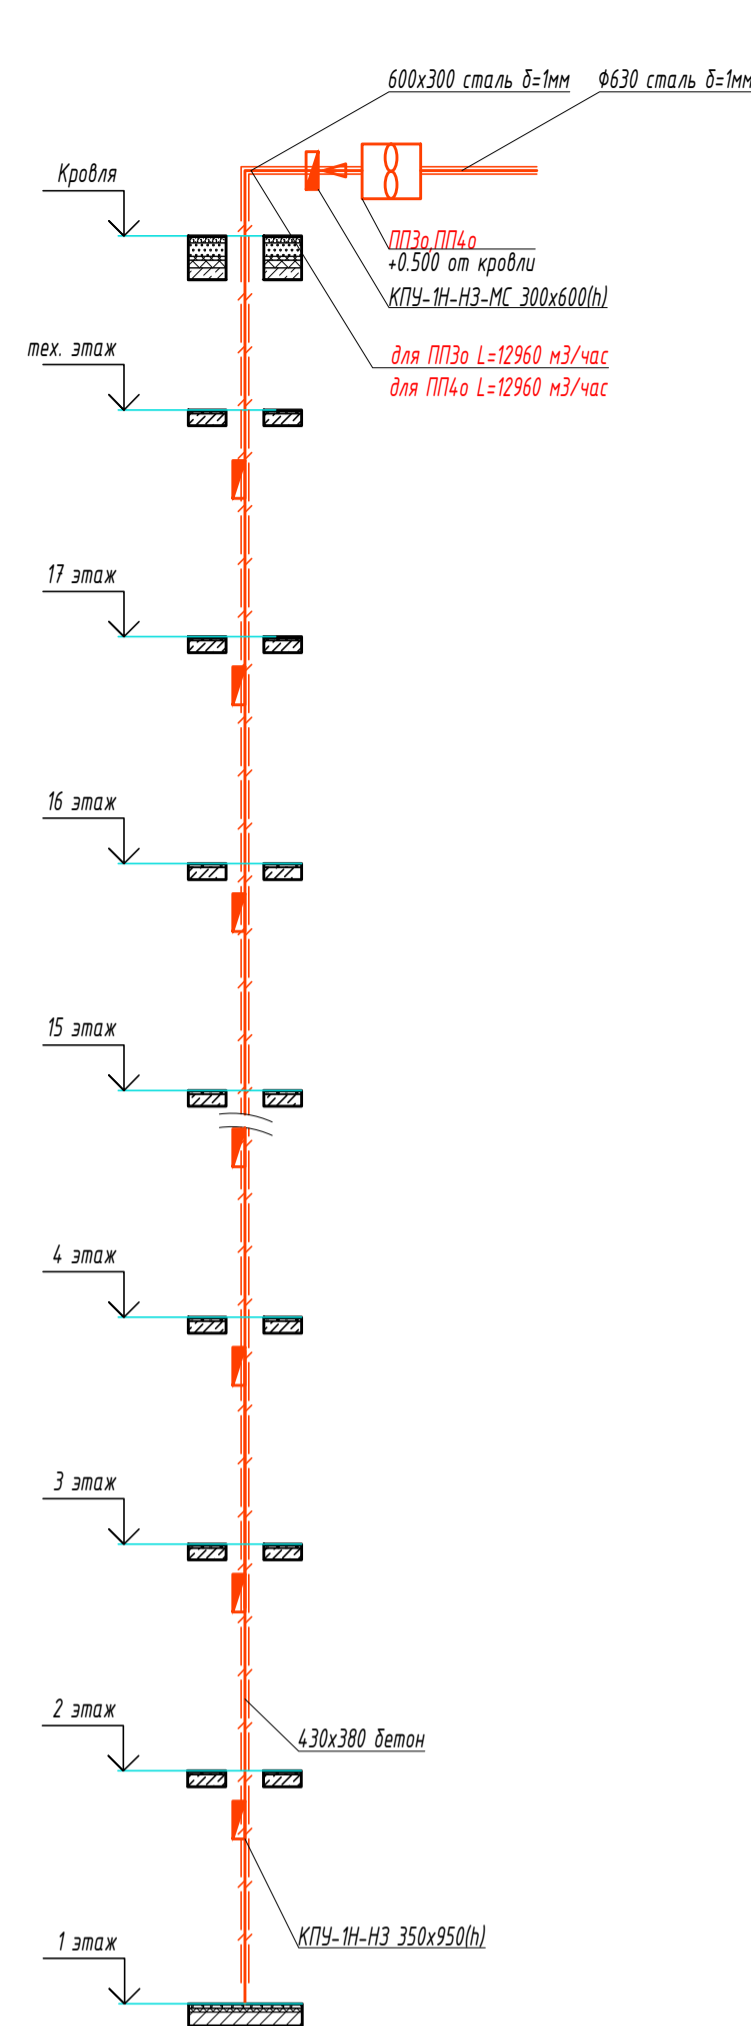 600х300 сталь δ=1мм
Ф630 сталь δ=1мм
Кровля
ПП3о,ПП4о
+0.500 от кровли
КПУ-1Н-НЗ-МС 300х600(h)
тех. этаж
для ПП3о L=12960 м3/час
для ПП4о L=12960 м3/час
17 этаж
16 этаж
15 этаж
4 этаж
3 этаж
2 этаж
430х380 бетон
КПУ-1Н-НЗ 350х950(h)
1 этаж